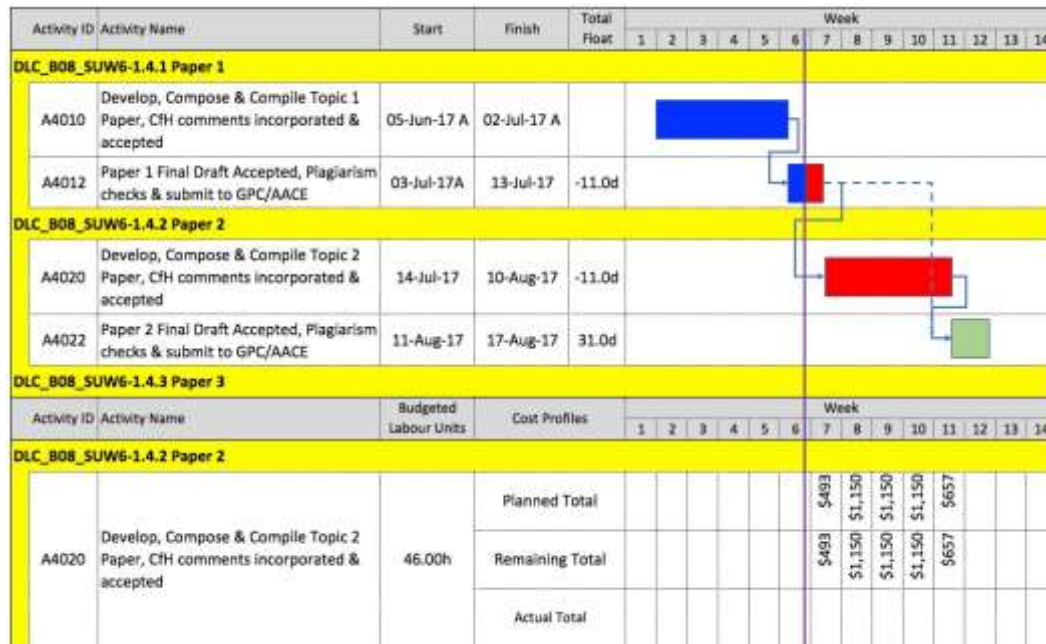 Activity ID Activity Name Start Finish Total Float Week
1 2 3 4 5 6 7 8 9 10 11 12 13 14
DLC_B08_SUW6-1.4.1 Paper 1
A4010 Develop, Compose & Compile Topic 1 Paper, CfH comments incorporated & accepted 05-Jun-17 A 02-Jul-17 A
A4012 Paper 1 Final Draft Accepted, Plagiarism checks & submit to GPC/AACE 03-Jul-17A 13-Jul-17 -11.0d
DLC_B08_SUW6-1.4.2 Paper 2
A4020 Develop, Compose & Compile Topic 2 Paper, CfH comments incorporated & accepted 14-Jul-17 10-Aug-17 -11.0d
A4022 Paper 2 Final Draft Accepted, Plagiarism checks & submit to GPC/AACE 11-Aug-17 17-Aug-17 31.0d
DLC_B08_SUW6-1.4.3 Paper 3
Activity ID Activity Name Budgeted Labour Units Cost Profiles Week
1 2 3 4 5 6 7 8 9 10 11 12 13 14
DLC_B08_SUW6-1.4.2 Paper 2
A4020 Develop, Compose & Compile Topic 2 Paper, CfH comments incorporated & accepted 46.00h
Planned Total $493 $1,150 $1,150 $1,150 $657
Remaining Total $493 $1,150 $1,150 $1,150 $657
Actual Total